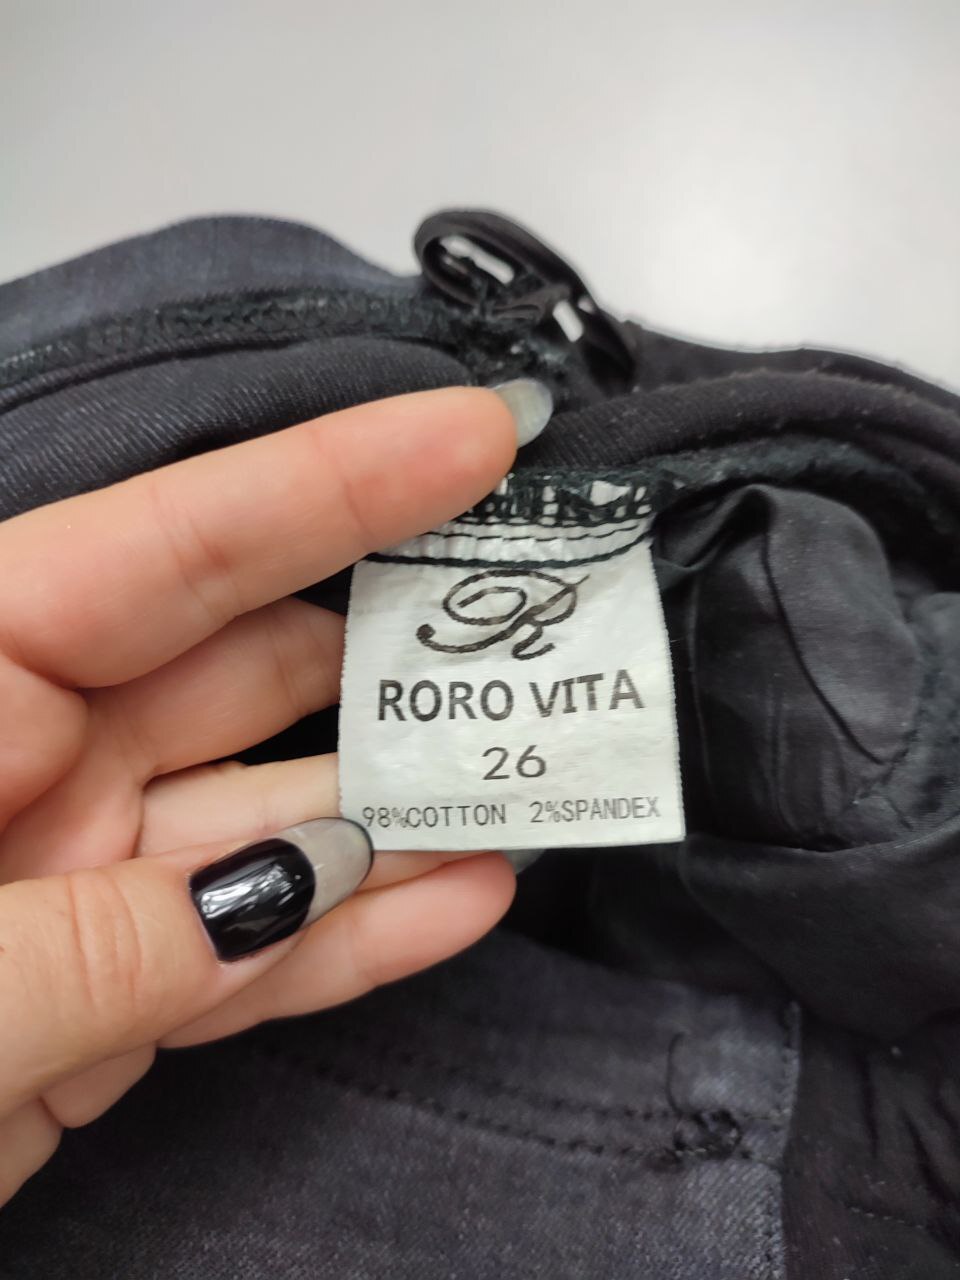 R
RORO VITA
26
98%COTTON 2%SPANDEX